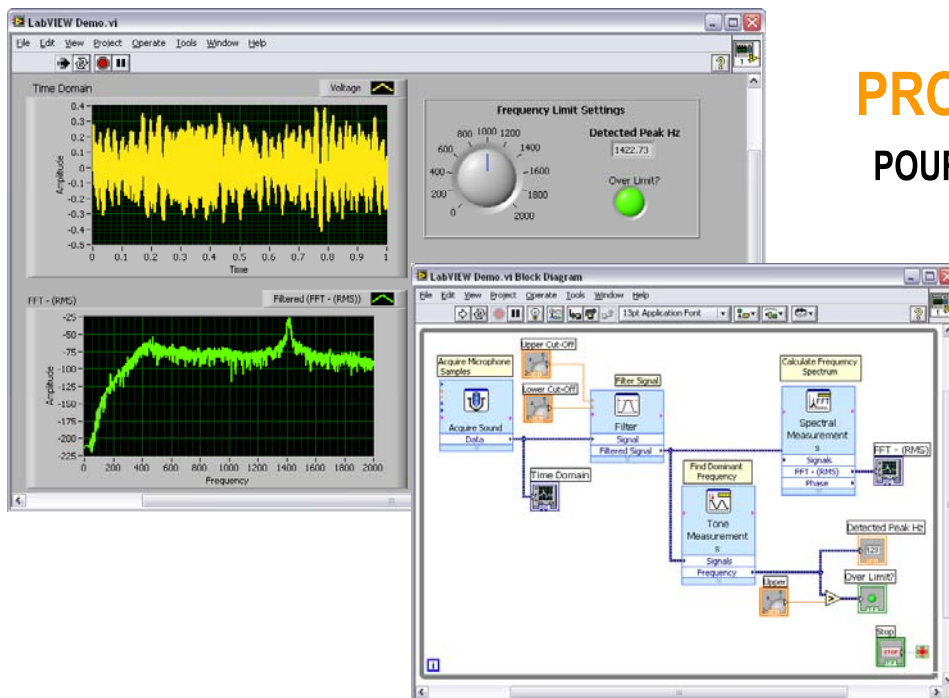 LabVIEW Demo.vi
File Edit View Project Operate Tools Window Help
Time Domain
Voltage
0.4
0.3
0.2
0.1
0
-0.1
-0.2
-0.3
-0.4
-0.5
Amplitude
0 0.1 0.2 0.3 0.4 0.5 0.6 0.7 0.8 0.9 1
Time
Frequency Limit Settings
0 200 400 600 800 1000 1200 1400 1600 1800 2000
Detected Peak Hz
1422.73
Over Limit?
FFT - (RMS)
Filtered (FFT - (RMS))
-25
-50
-75
-100
-125
-150
-175
-200
-225
Amplitude
0 200 400 600 800 1000 1200 1400 1600 1800 2000
Frequency
PRO
POUR
LabVIEW Demo.vi Block Diagram
File Edit View Project Operate Tools Window Help
13pt Application Font
Acquire Microphone
Samples
Acquire Sound
Data
Upper Cut-Off
Lower Cut-Off
Filter Signal
Filter
Signal
Filtered Signal
Time Domain
Calculate Frequency
Spectrum
FFT
Spectral
Measurement
s
Signals
FFT - (RMS)
Phase
FFT - (RMS)
Find Dominant
Frequency
Tone
Measurement
s
Signals
Frequency
Detected Peak Hz
123
Upper
>
Over Limit?
Stop
STOP
i